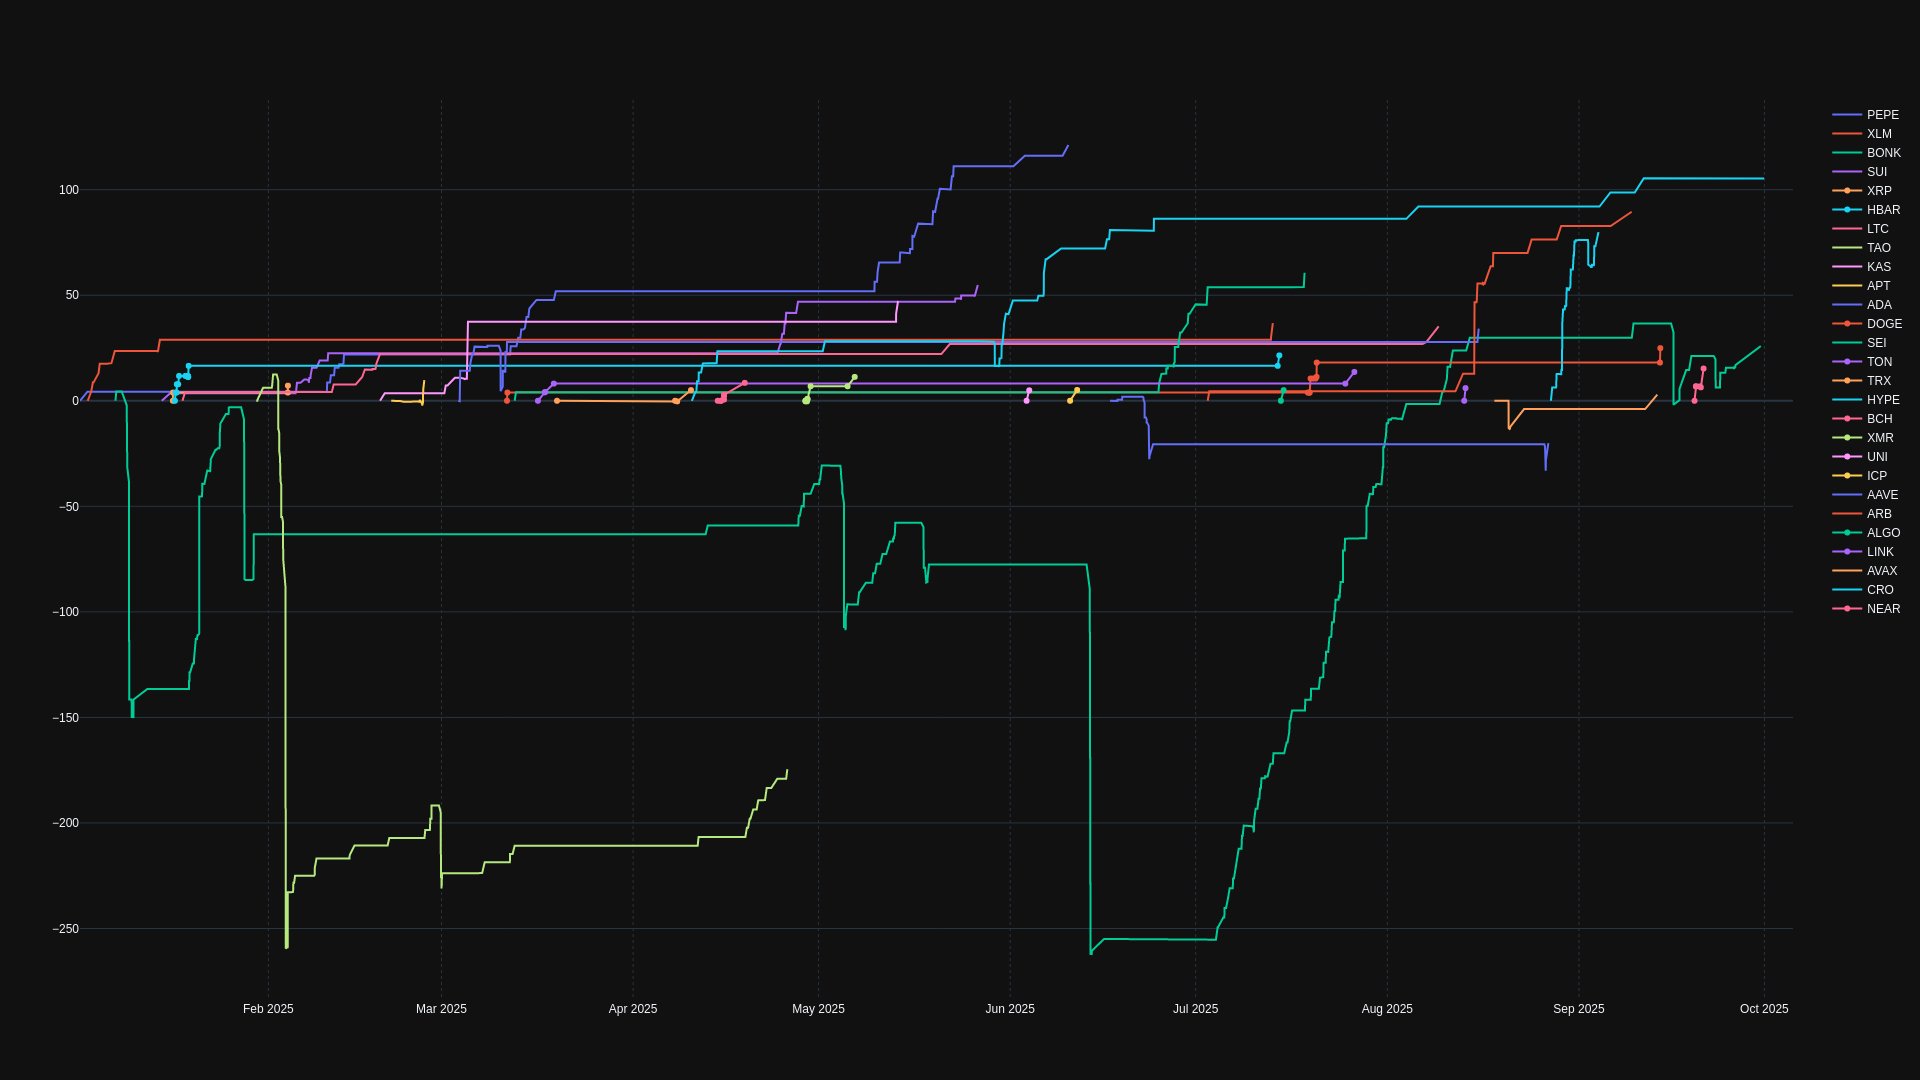 100
50
0
−50
−100
−150
−200
−250
Feb 2025
Mar 2025
Apr 2025
May 2025
Jun 2025
Jul 2025
Aug 2025
Sep 2025
Oct 2025
PEPE
XLM
BONK
SUI
XRP
HBAR
LTC
TAO
KAS
APT
ADA
DOGE
SEI
TON
TRX
HYPE
BCH
XMR
UNI
ICP
AAVE
ARB
ALGO
LINK
AVAX
CRO
NEAR